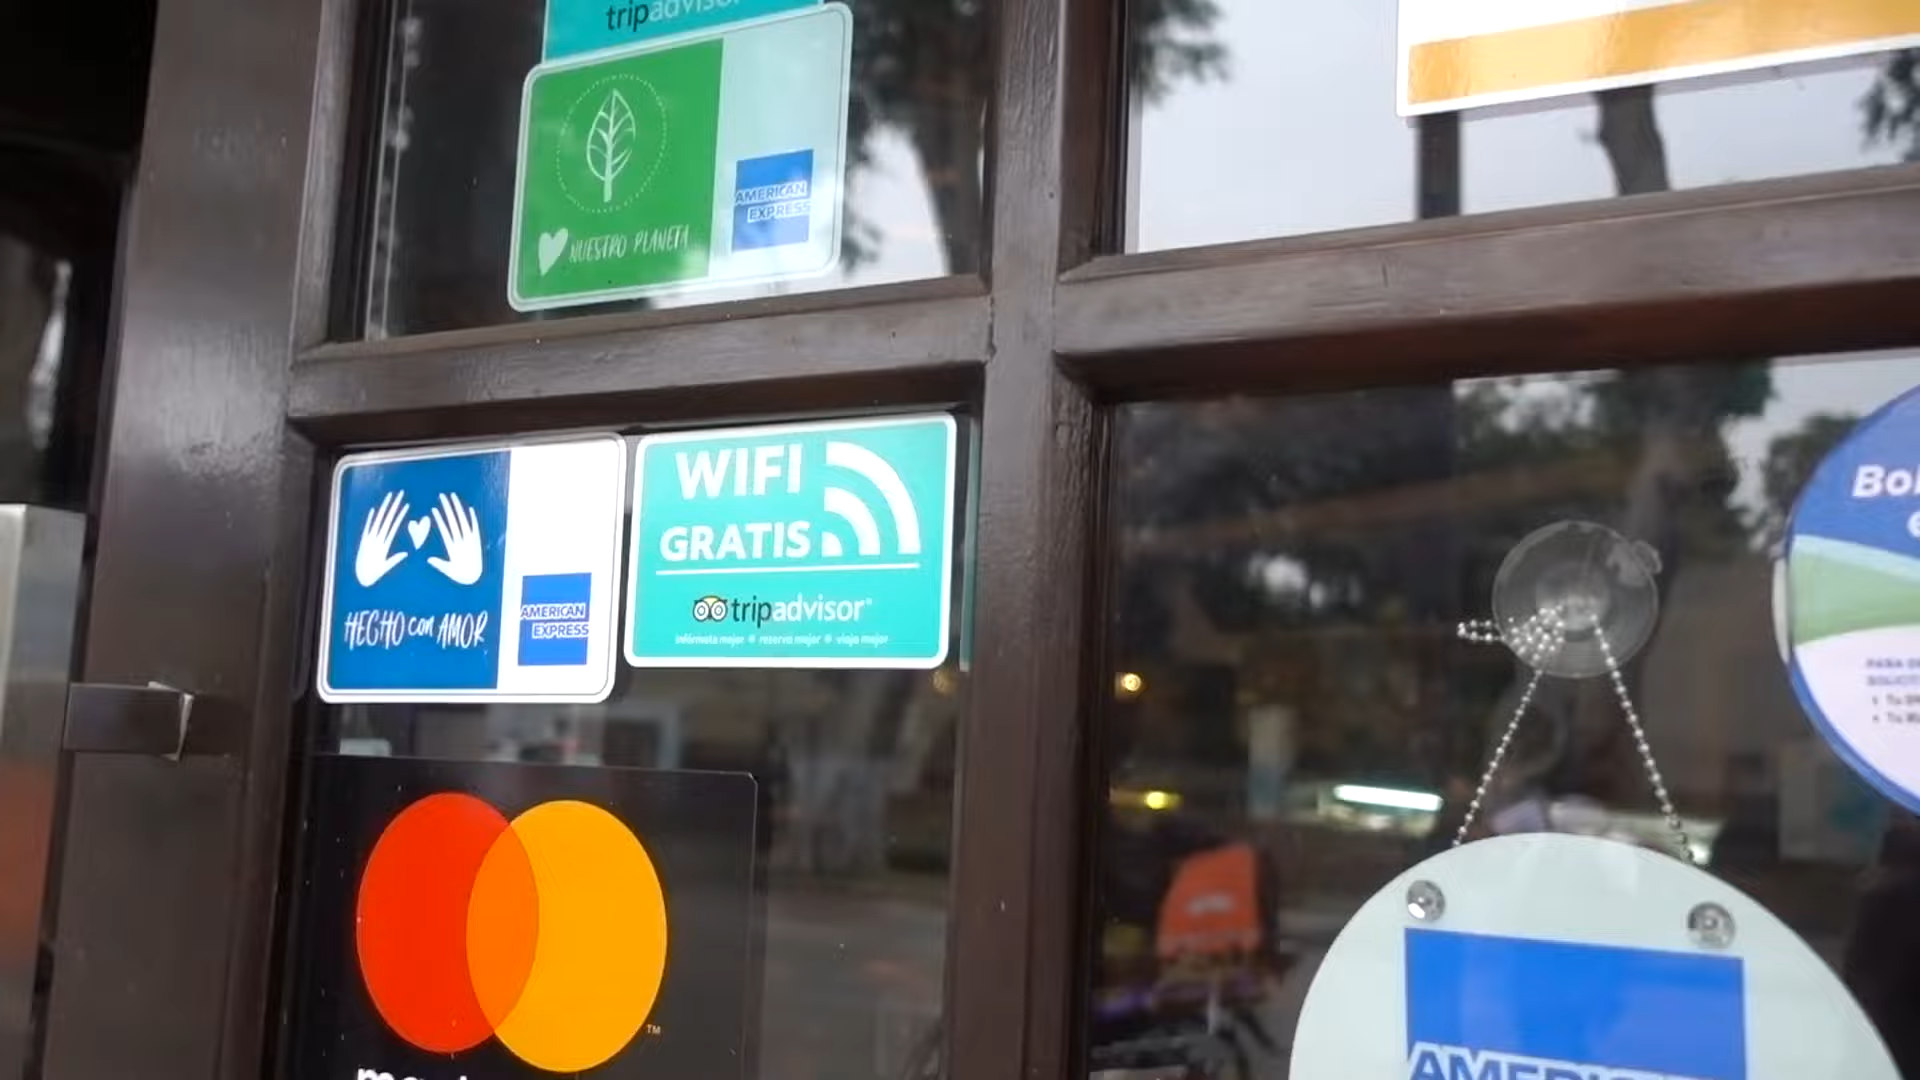 tripadvisor
NUESTRO PLANETA
AMERICAN
EXPRESS
WIFI
GRATIS
tripadvisor
infórmate mejor reserva mejor viaja mejor
HECHO con AMOR
AMERICAN
EXPRESS
TM